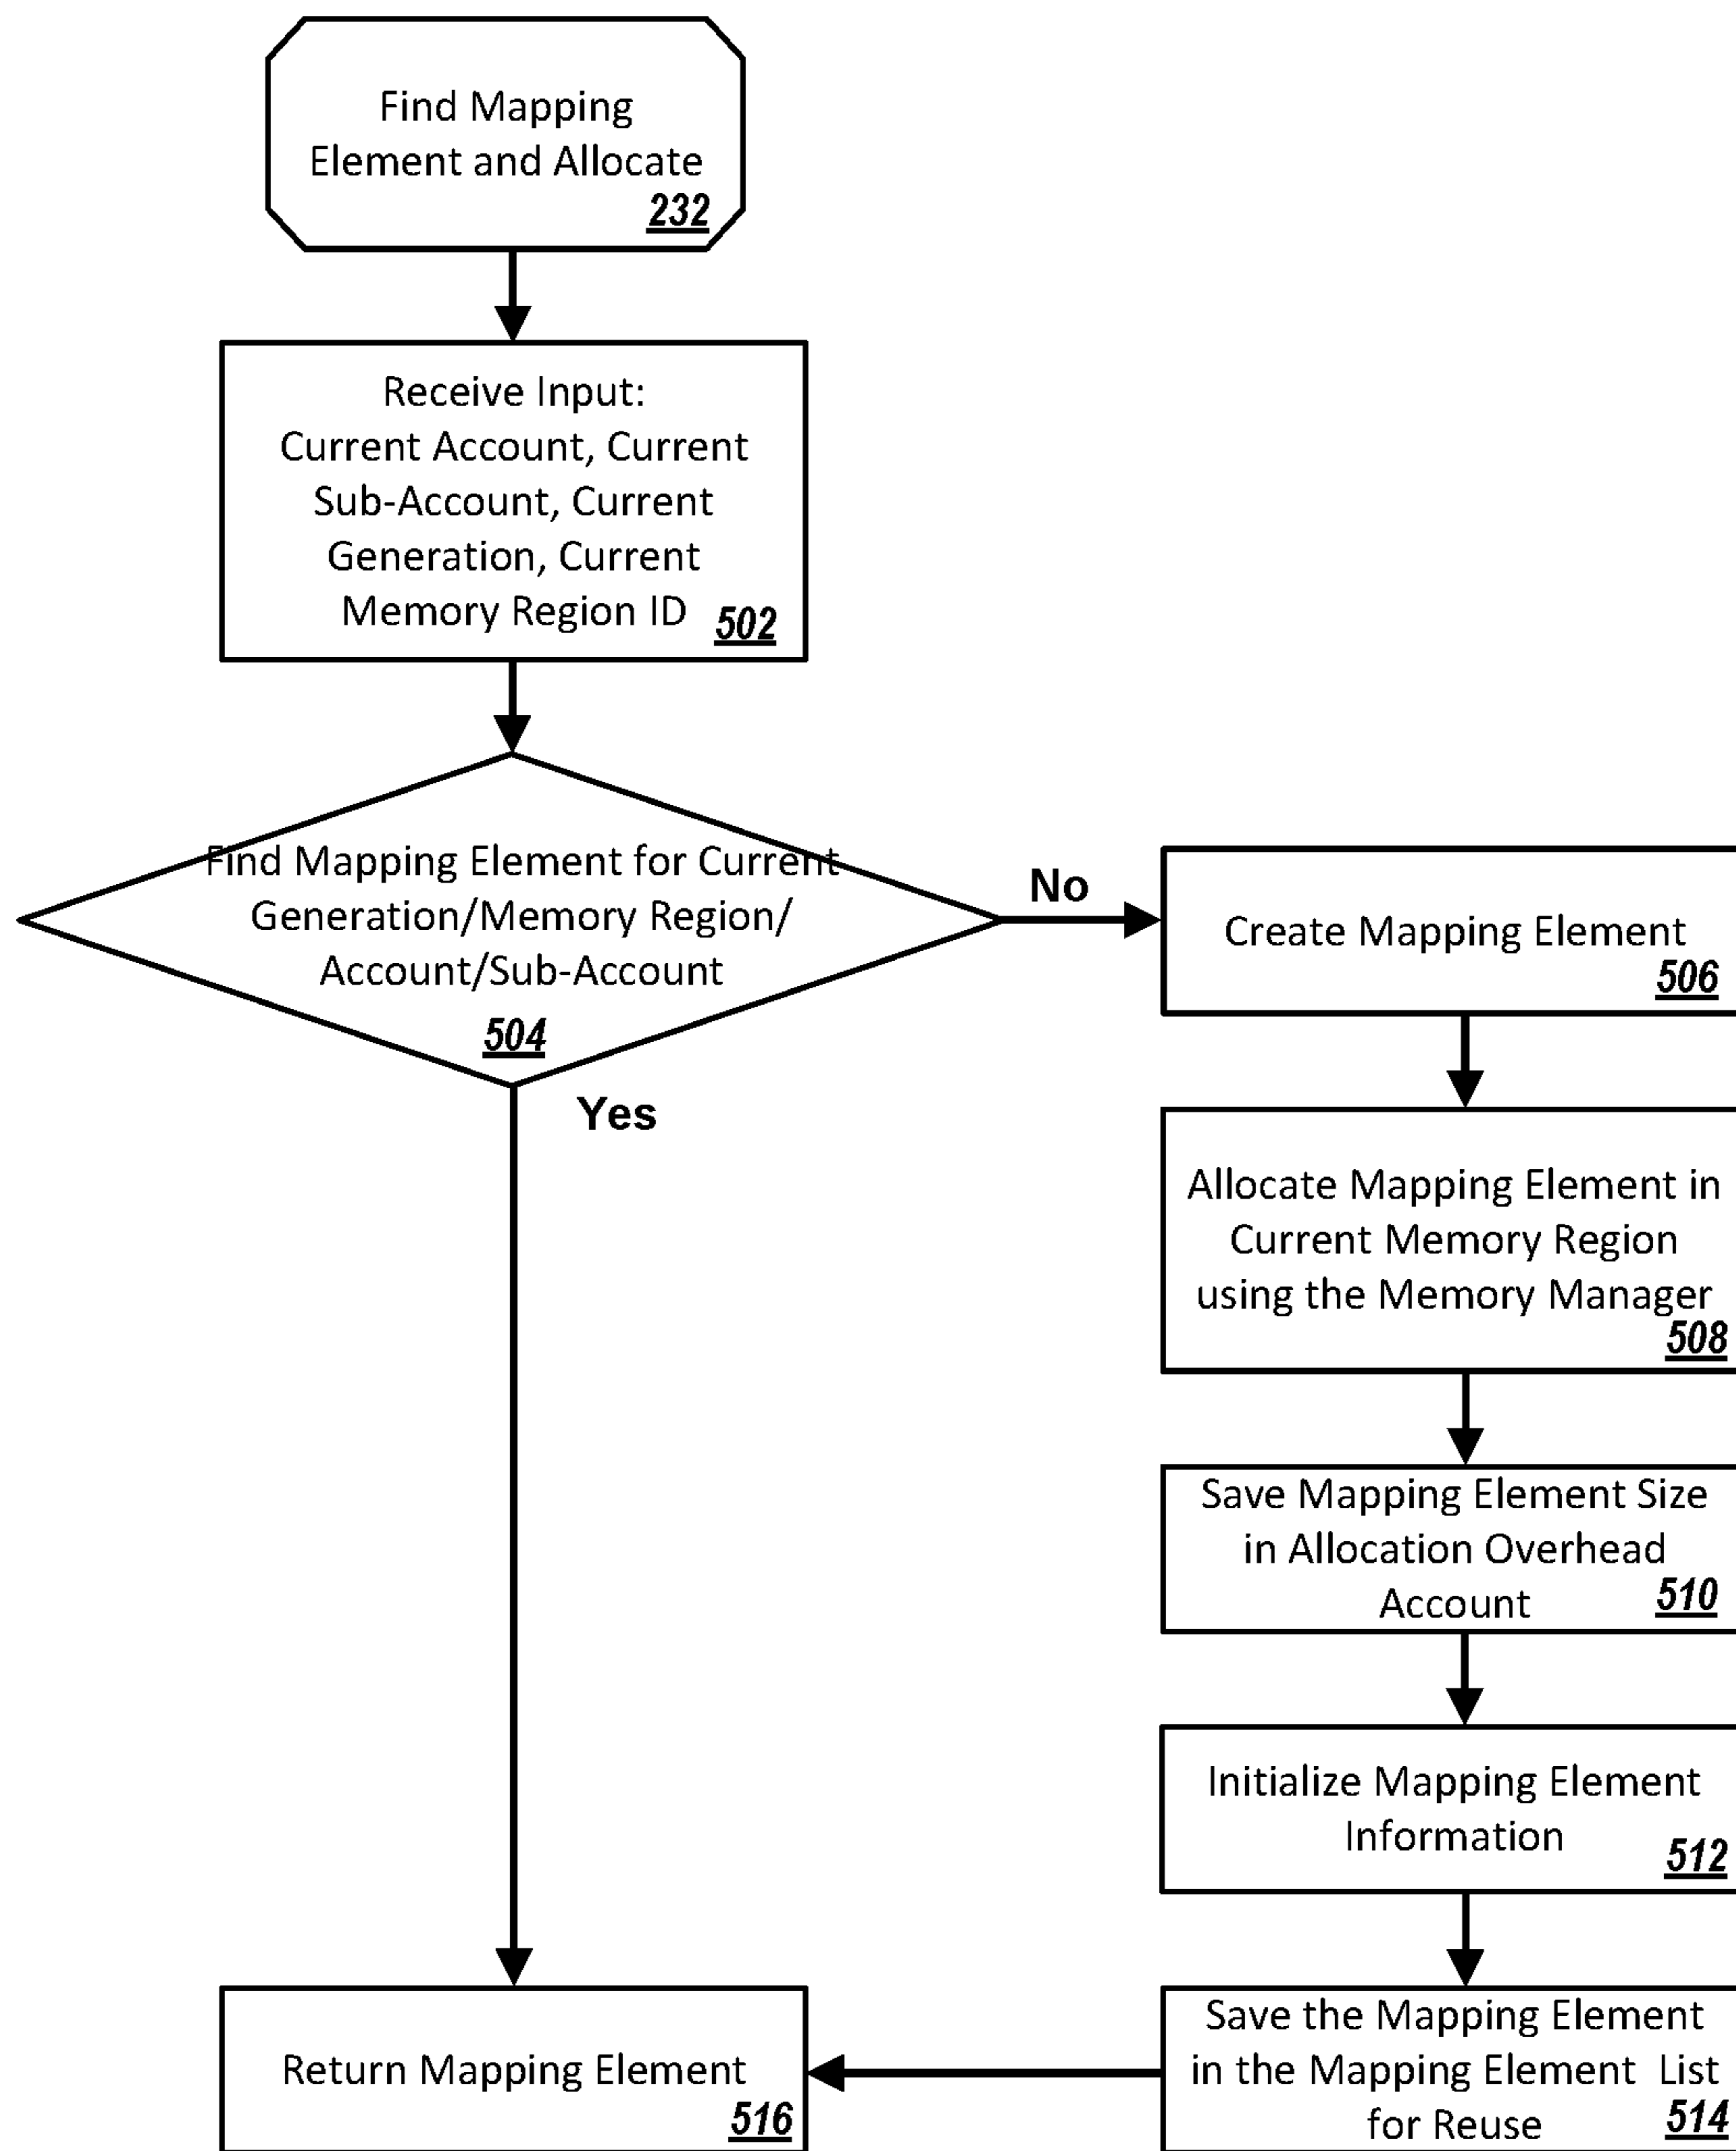 Find Mapping
Element and Allocate
232
Receive Input:
Current Account, Current
Sub-Account, Current
Generation, Current
Memory Region ID
502
Find Mapping Element for Current
Generation/Memory Region/
Account/Sub-Account
504
No
Yes
Create Mapping Element
506
Allocate Mapping Element in
Current Memory Region
using the Memory Manager
508
Save Mapping Element Size
in Allocation Overhead
Account
510
Initialize Mapping Element
Information
512
Save the Mapping Element
in the Mapping Element List
for Reuse
514
Return Mapping Element
516